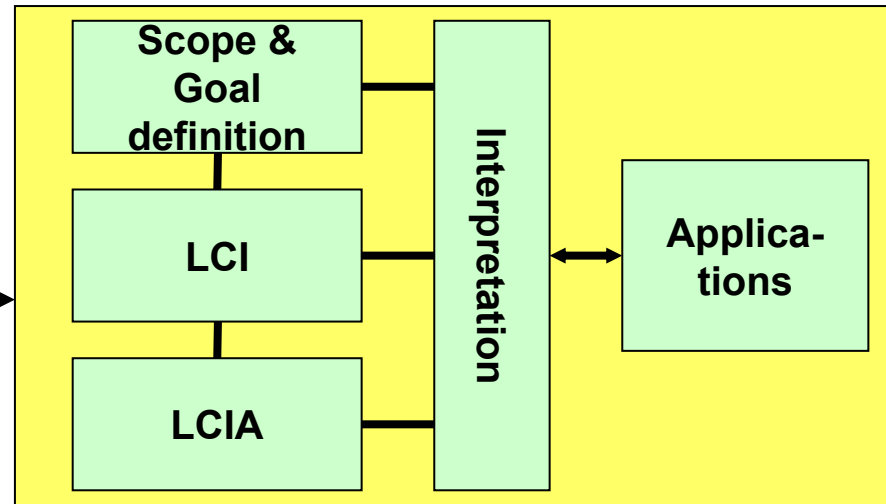 Scope &
Goal
definition
LCI
LCIA
Interpretation
Applica-
tions